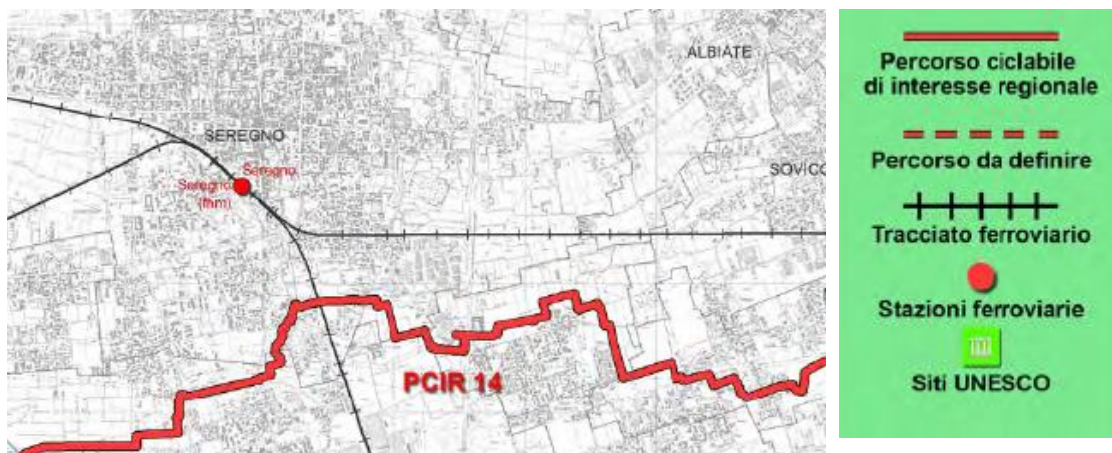 ALBIATE
SEREGNO
SOVICO
Seregno
Seregno
(fnm)
PCIR 14
Percorso ciclabile
di interesse regionale
Percorso da definire
Tracciato ferroviario
Stazioni ferroviarie
Siti UNESCO